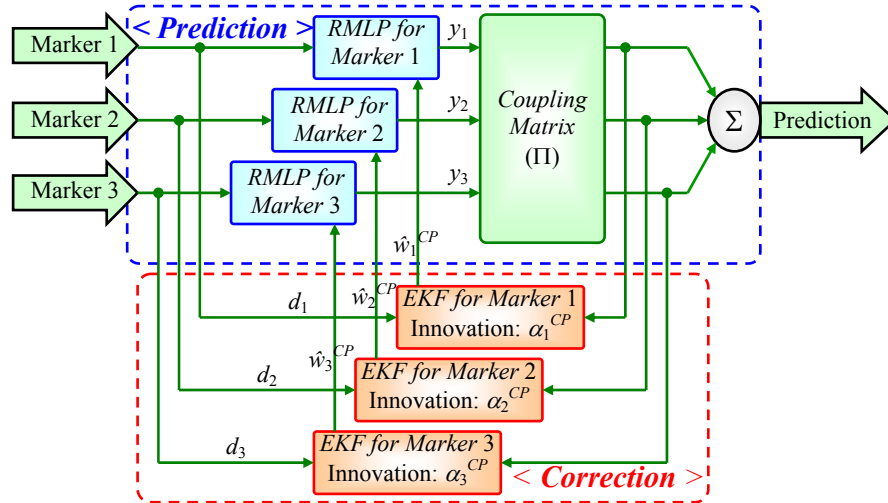 Marker 1
< Prediction >
RMLP for
Marker 1
y₁
Marker 2
RMLP for
Marker 2
y₂
Coupling
Matrix
(Π)
Σ
Prediction
Marker 3
RMLP for
Marker 3
y₃
ŵ₁ᶜᴾ
d₁
ŵ₂ᶜᴾ
EKF for Marker 1
Innovation: α₁ᶜᴾ
ŵ₃ᶜᴾ
d₂
EKF for Marker 2
Innovation: α₂ᶜᴾ
d₃
EKF for Marker 3
Innovation: α₃ᶜᴾ
< Correction >